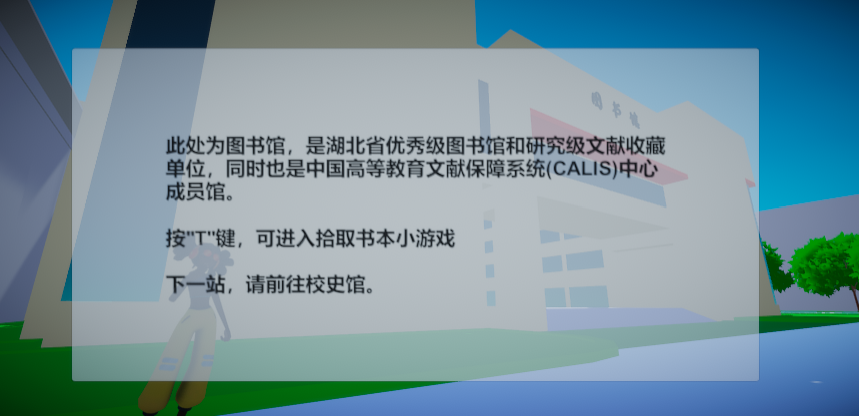 图书馆
此处为图书馆，是湖北省优秀级图书馆和研究级文献收藏
单位，同时也是中国高等教育文献保障系统(CALIS)中心
成员馆。
按"T"键，可进入拾取书本小游戏
下一站，请前往校史馆。